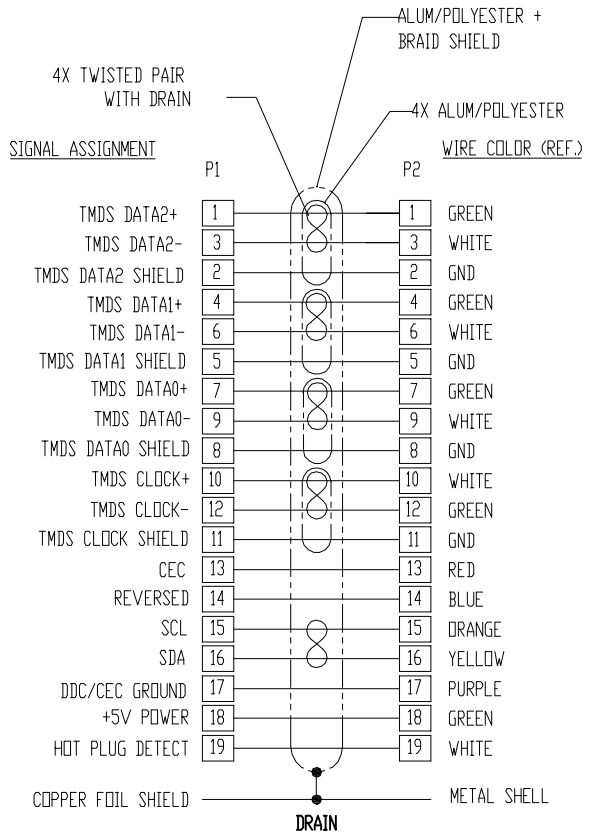 ALUM/POLYESTER +
BRAID SHIELD
4X TWISTED PAIR
WITH DRAIN
4X ALUM/POLYESTER
SIGNAL ASSIGNMENT
WIRE COLOR (REF.)
P1 P2
TMDS DATA2+ 1 1 GREEN
TMDS DATA2- 3 3 WHITE
TMDS DATA2 SHIELD 2 2 GND
TMDS DATA1+ 4 4 GREEN
TMDS DATA1- 6 6 WHITE
TMDS DATA1 SHIELD 5 5 GND
TMDS DATA0+ 7 7 GREEN
TMDS DATA0- 9 9 WHITE
TMDS DATA0 SHIELD 8 8 GND
TMDS CLOCK+ 10 10 WHITE
TMDS CLOCK- 12 12 GREEN
TMDS CLOCK SHIELD 11 11 GND
CEC 13 13 RED
REVERSED 14 14 BLUE
SCL 15 15 ORANGE
SDA 16 16 YELLOW
DDC/CEC GROUND 17 17 PURPLE
+5V POWER 18 18 GREEN
HOT PLUG DETECT 19 19 WHITE
COPPER FOIL SHIELD METAL SHELL
DRAIN